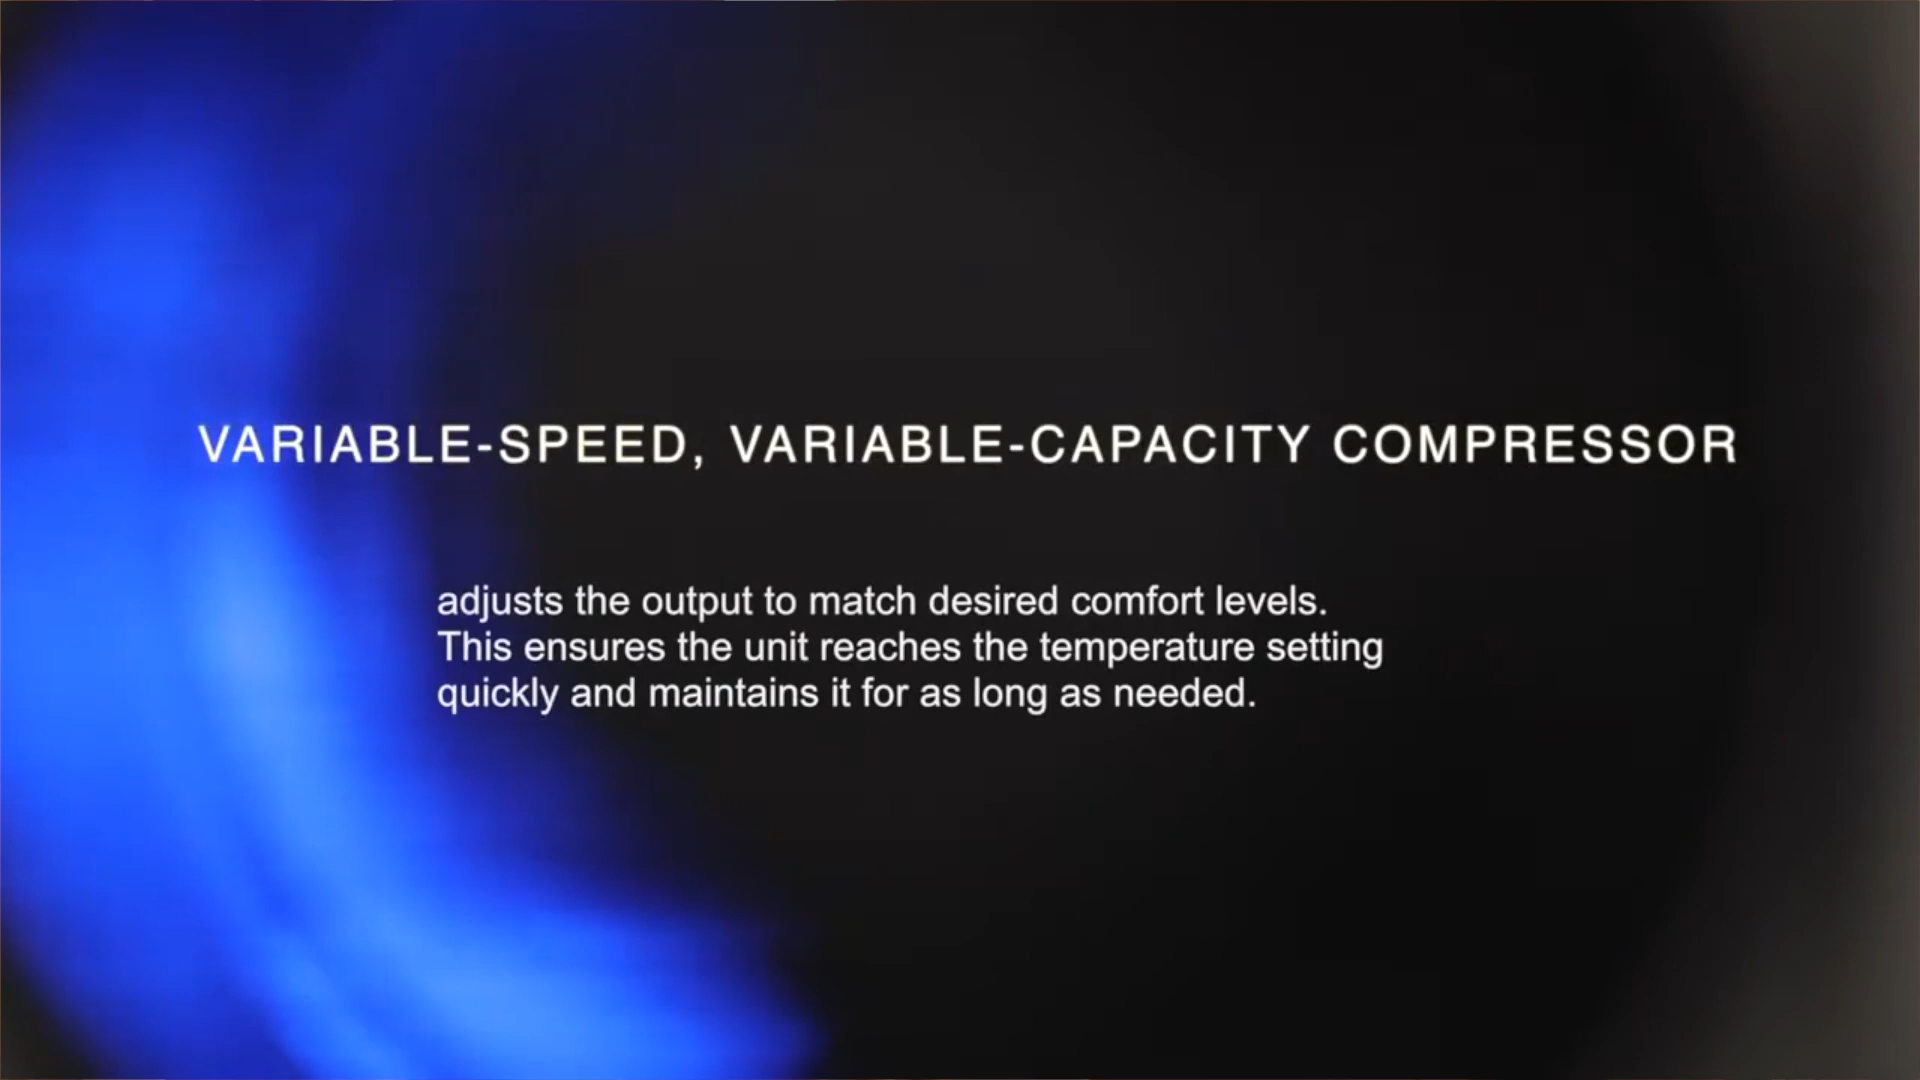 VARIABLE-SPEED, VARIABLE-CAPACITY COMPRESSOR
adjusts the output to match desired comfort levels.
This ensures the unit reaches the temperature setting
quickly and maintains it for as long as needed.